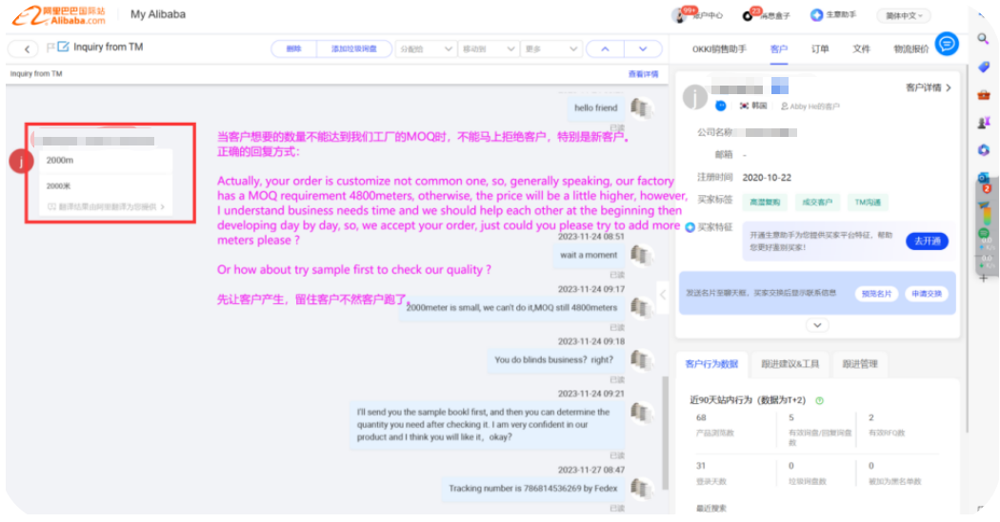 阿里巴巴国际站
Alibaba.com
My Alibaba
99+
账户中心
23
消息盒子
生意助手
简体中文
Inquiry from TM
删除
添加垃圾询盘
分配给
移动到
更多
OKKI销售助手
客户
订单
文件
物流报价
Inquiry from TM
查看详情
hello friend
已读
j
2000m
2000米
翻译结果由阿里翻译为您提供
当客户想要的数量不能达到我们工厂的MOQ时，不能马上拒绝客户，特别是新客户。
正确的回复方式：
Actually, your order is customize not common one, so, generally speaking, our factory
has a MOQ requirement 4800meters, otherwise, the price will be a little higher, however,
I understand business needs time and we should help each other at the beginning then
developing day by day, so, we accept your order, just could you please try to add more
meters please ?
Or how about try sample first to check our quality ?
先让客户产生，留住客户不然客户跑了。
2023-11-24 08:51
wait a moment
已读
2023-11-24 09:17
2000meter is small, we can't do it,MOQ still 4800meters
已读
2023-11-24 09:18
You do blinds business? right?
已读
2023-11-24 09:21
I'll send you the sample bookl first, and then you can determine the
quantity you need after checking it. I am very confident in our
product and I think you will like it，okay?
已读
2023-11-27 08:47
Tracking number is 786814536269 by Fedex
已读
j
客户详情
韩国
Abby He的客户
公司名称
邮箱 -
注册时间 2020-10-22
买家标签
高潜复购
成交客户
TM沟通
买家特征
开通生意助手为您提供买家平台特征，帮助
您更好鉴别买家！
去开通
发送名片至聊天框，买家交换后显示联系信息
预览名片
申请交换
客户行为数据
跟进建议&工具
跟进管理
近90天站内行为 (数据为T+2)
68
5
2
产品浏览数
有效询盘/回复询盘
数
有效RFQ数
31
0
0
登录天数
垃圾询盘数
被加为黑名单数
最近搜索
2
0.0
0.0